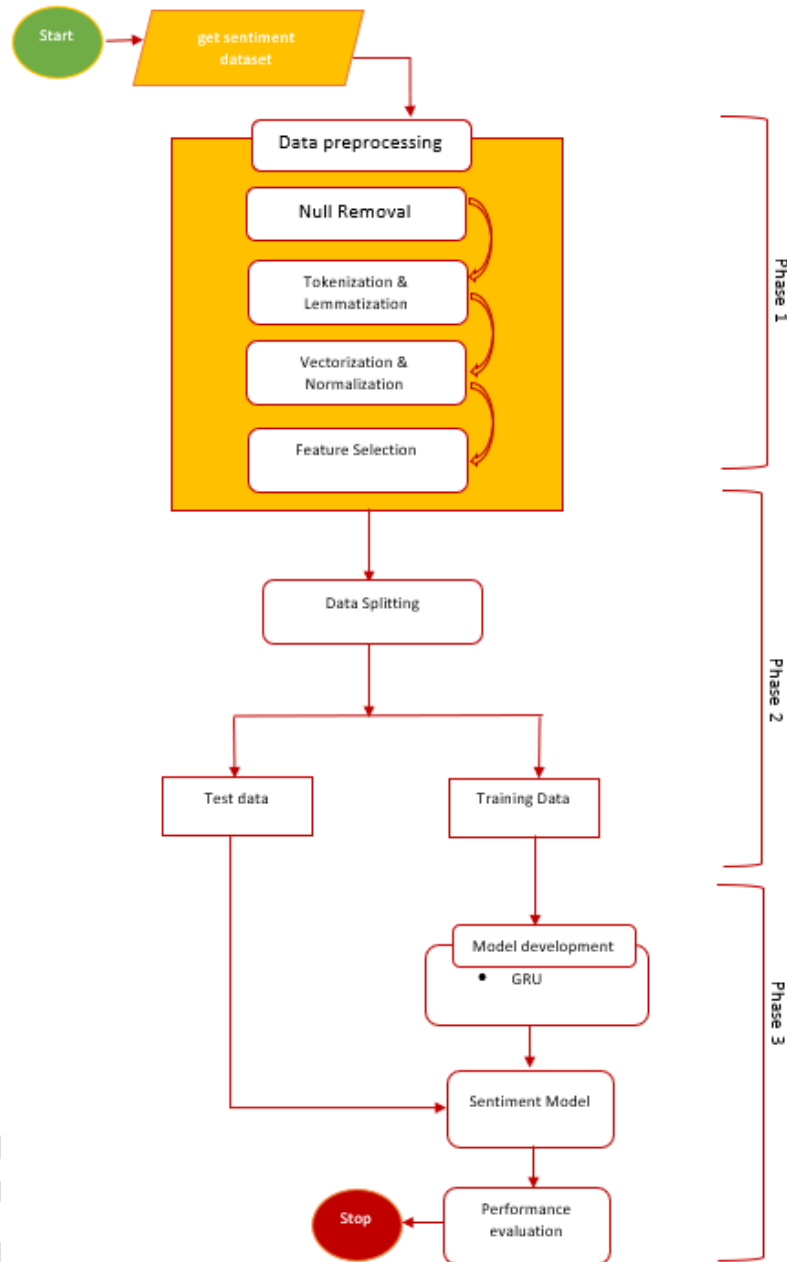 Start
get sentiment
dataset
Data preprocessing
Null Removal
Tokenization &
Lemmatization
Vectorization &
Normalization
Feature Selection
Phase 1
Data Splitting
Phase 2
Test data
Training Data
Model development
• GRU
Phase 3
Sentiment Model
Performance
evaluation
Stop